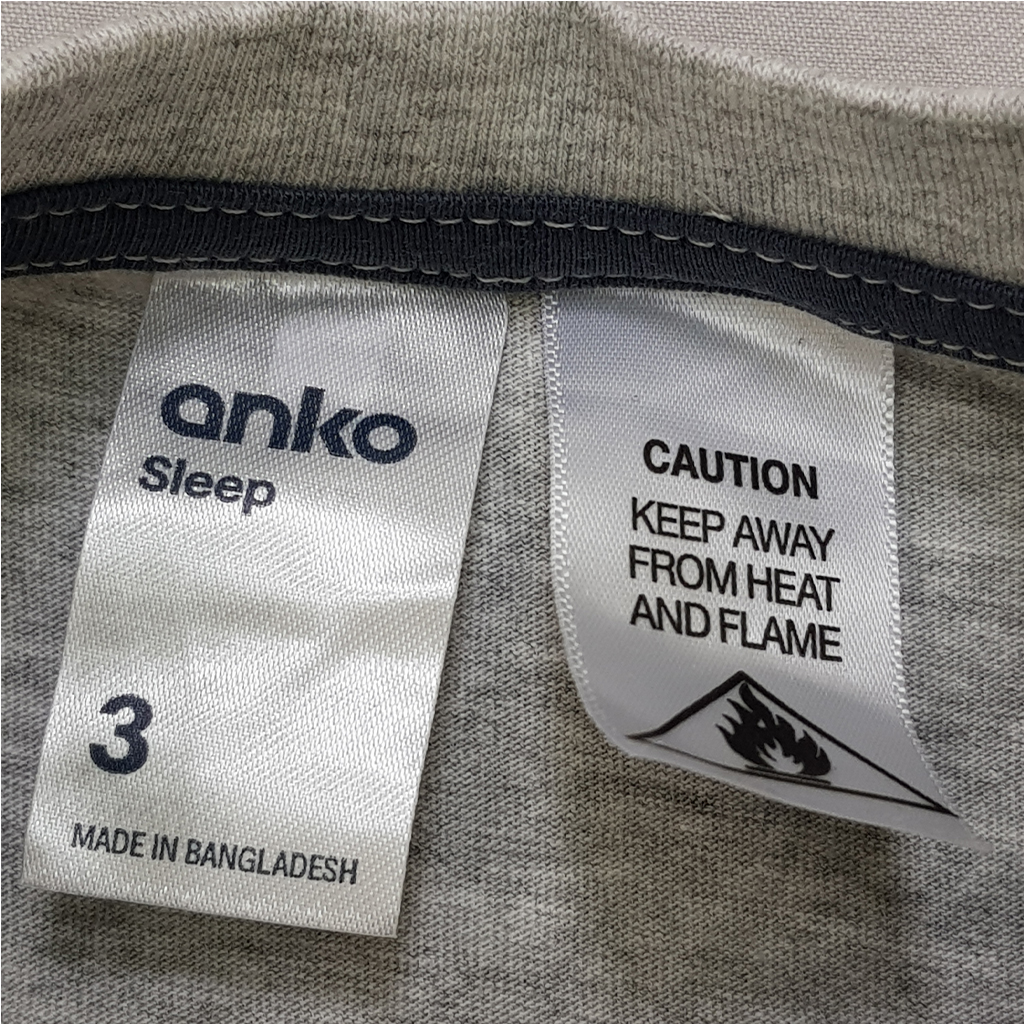 anko
Sleep
3
MADE IN BANGLADESH
CAUTION
KEEP AWAY
FROM HEAT
AND FLAME